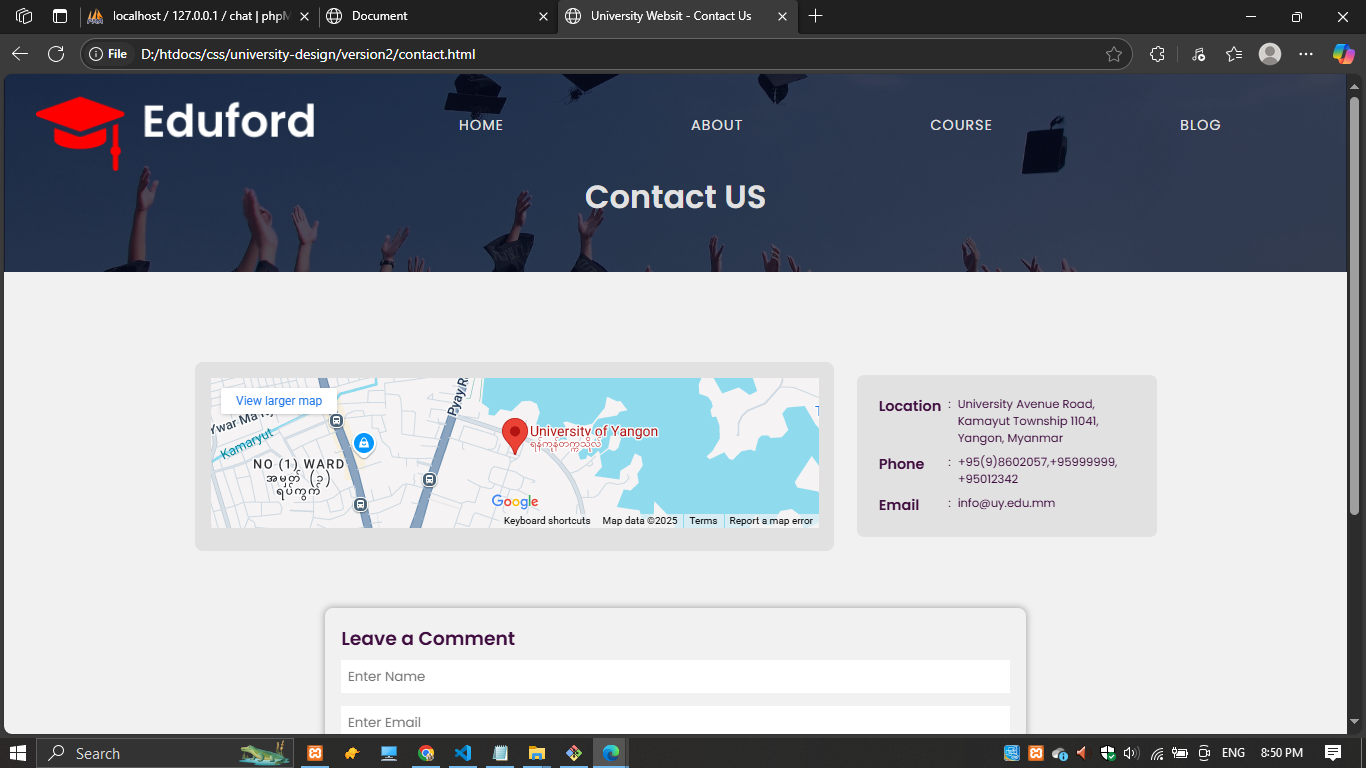 localhost / 127.0.0.1 / chat | phpM
Document
University Websit - Contact Us
File
D:/htdocs/css/university-design/version2/contact.html
Eduford
HOME
ABOUT
COURSE
BLOG
Contact US
View larger map
Ywar Ma
Kamaryut
Pyay R
University of Yangon
ရန်ကုန်တက္ကသိုလ်
NO (1) WARD
အမှတ် (၁)
ရပ်ကွက်
Google
Keyboard shortcuts
Map data ©2025
Terms
Report a map error
Location : University Avenue Road,
Kamayut Township 11041,
Yangon, Myanmar
Phone : +95(9)8602057,+95999999,
+95012342
Email : info@uy.edu.mm
Leave a Comment
Enter Name
Enter Email
Search
ENG
8:50 PM